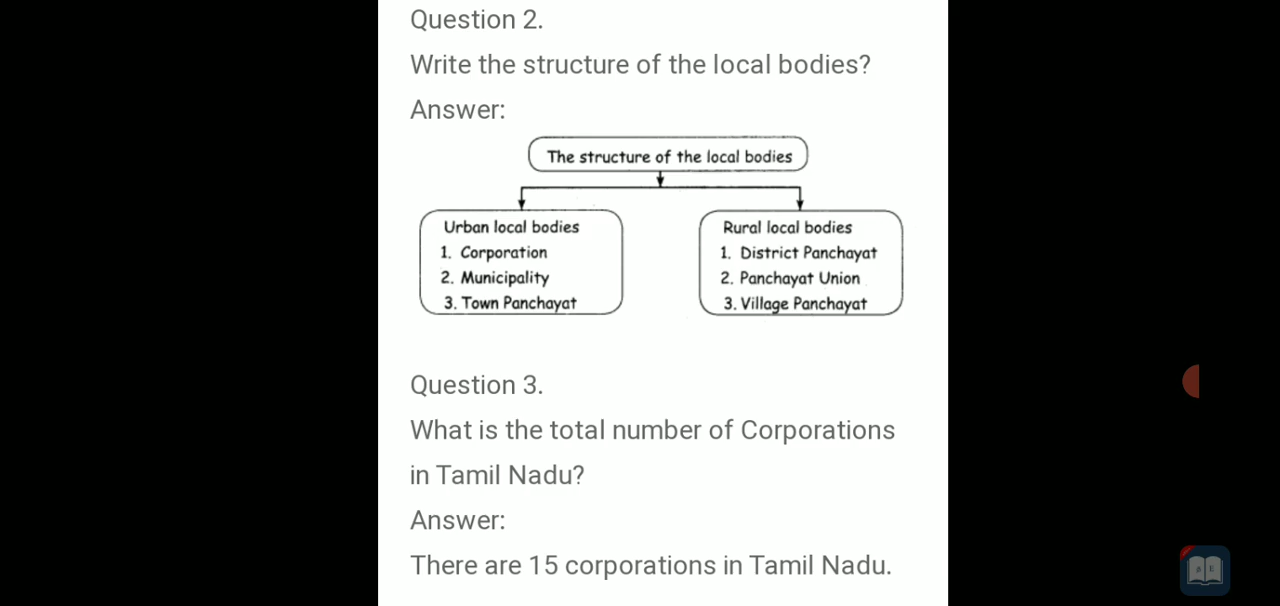 Question 2.
Write the structure of the local bodies?
Answer:
The structure of the local bodies
Urban local bodies
1. Corporation
2. Municipality
3. Town Panchayat
Rural local bodies
1. District Panchayat
2. Panchayat Union
3. Village Panchayat
Question 3.
What is the total number of Corporations
in Tamil Nadu?
Answer:
There are 15 corporations in Tamil Nadu.